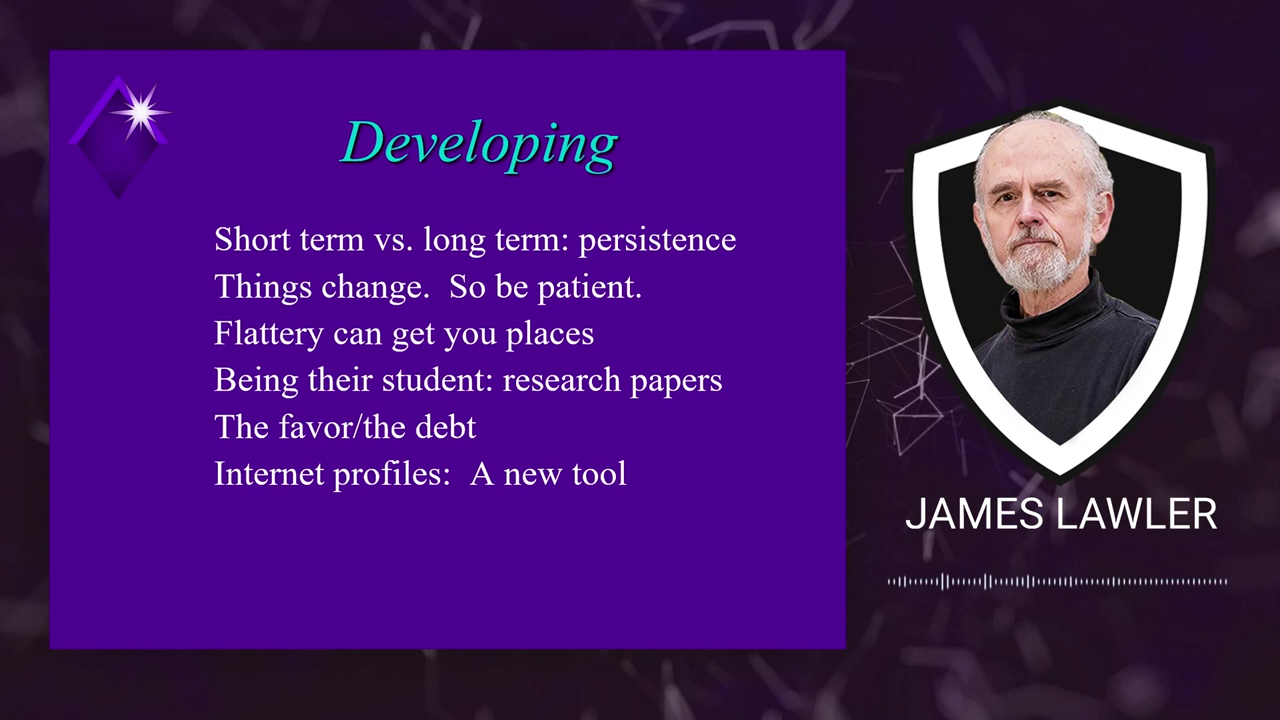 Developing
Short term vs. long term: persistence
Things change.  So be patient.
Flattery can get you places
Being their student: research papers
The favor/the debt
Internet profiles:  A new tool
JAMES LAWLER